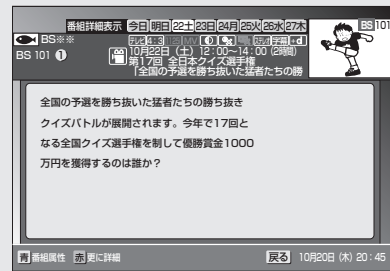 番組詳細表示 今日 明日 22土 23日 24月 25火 26水 27木 BS101
BS※※
BS 101 ①
10月22日（土）12：00～14：00（2時間）
第17回 全日本クイズ選手権
「全国の予選を勝ち抜いた猛者たちの勝
全国の予選を勝ち抜いた猛者たちの勝ち抜き
クイズバトルが展開されます。今年で17回と
なる全国クイズ選手権を制して優勝賞金1000
万円を獲得するのは誰か？
青 番組属性 赤 更に詳細 戻る 10月20日（木）20：45